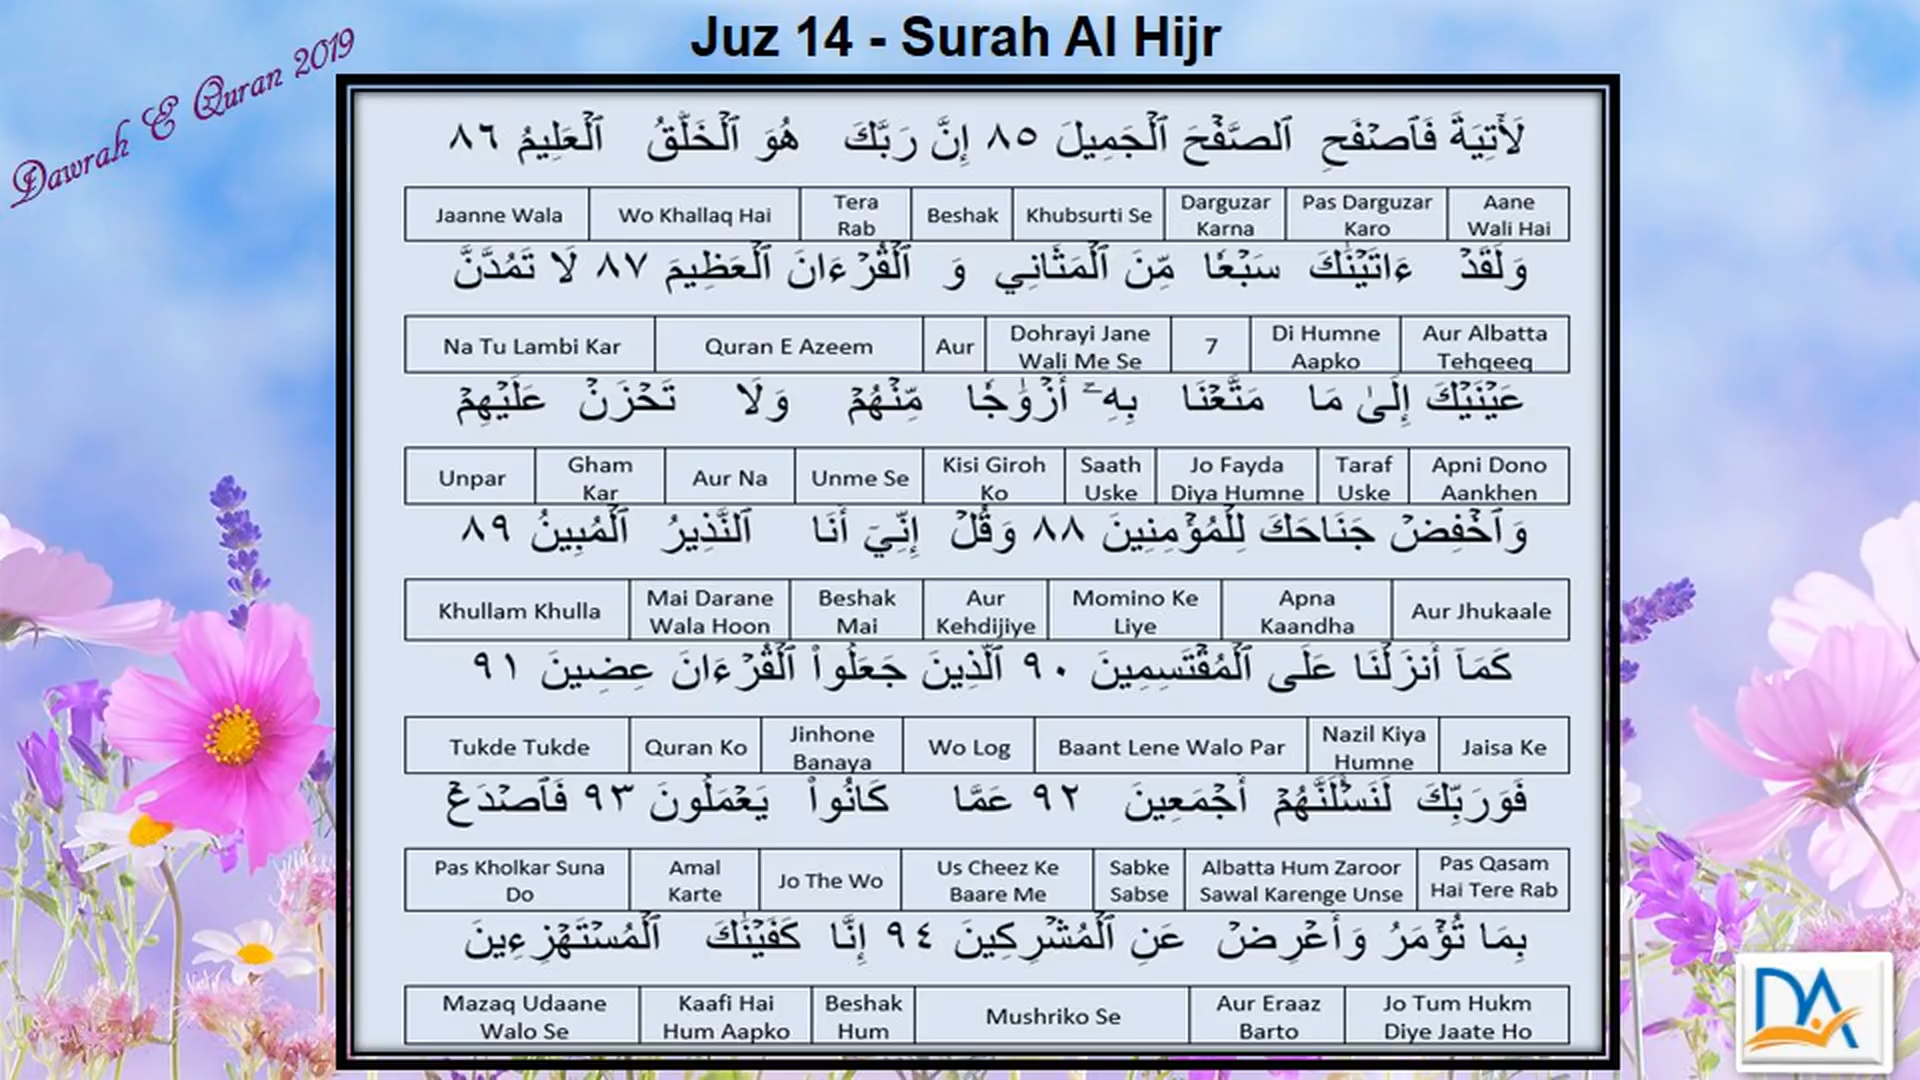 Juz 14 - Surah Al Hijr
Dawrah E Quran 2019
لَأٓتِيَةٌ فَٱصۡفَحِ ٱلصَّفۡحَ ٱلۡجَمِيلَ ٨٥ إِنَّ رَبَّكَ هُوَ ٱلۡخَلَّٰقُ ٱلۡعَلِيمُ ٨٦
Aane Wali Hai | Pas Darguzar Karo | Darguzar Karna | Khubsurti Se | Beshak | Tera Rab | Wo Khallaq Hai | Jaanne Wala
وَلَقَدۡ ءَاتَيۡنَٰكَ سَبۡعٗا مِّنَ ٱلۡمَثَانِي وَ ٱلۡقُرۡءَانَ ٱلۡعَظِيمَ ٨٧ لَا تَمُدَّنَّ
Aur Albatta Tehqeeq | Di Humne Aapko | 7 | Dohrayi Jane Wali Me Se | Aur | Quran E Azeem | Na Tu Lambi Kar
عَيۡنَيۡكَ إِلَىٰ مَا مَتَّعۡنَا بِهِۦٓ أَزۡوَٰجٗا مِّنۡهُمۡ وَلَا تَحۡزَنۡ عَلَيۡهِمۡ
Apni Dono Aankhen | Taraf Uske | Jo Fayda Diya Humne | Saath Uske | Kisi Giroh Ko | Unme Se | Aur Na | Gham Kar | Unpar
وَٱخۡفِضۡ جَنَاحَكَ لِلۡمُؤۡمِنِينَ ٨٨ وَقُلۡ إِنِّيٓ أَنَا ٱلنَّذِيرُ ٱلۡمُبِينُ ٨٩
Aur Jhukaale | Apna Kaandha | Momino Ke Liye | Aur Kehdijiye | Beshak Mai | Mai Darane Wala Hoon | Khullam Khulla
كَمَآ أَنزَلۡنَا عَلَى ٱلۡمُقۡتَسِمِينَ ٩٠ ٱلَّذِينَ جَعَلُواْ ٱلۡقُرۡءَانَ عِضِينَ ٩١
Jaisa Ke | Nazil Kiya Humne | Baant Lene Walo Par | Wo Log | Jinhone Banaya | Quran Ko | Tukde Tukde
فَوَرَبِّكَ لَنَسۡـَٔلَنَّهُمۡ أَجۡمَعِينَ ٩٢ عَمَّا كَانُواْ يَعۡمَلُونَ ٩٣ فَٱصۡدَعۡ
Pas Qasam Hai Tere Rab | Albatta Hum Zaroor Sawal Karenge Unse | Sabke Sabse | Us Cheez Ke Baare Me | Jo The Wo | Amal Karte | Pas Kholkar Suna Do
بِمَا تُؤۡمَرُ وَأَعۡرِضۡ عَنِ ٱلۡمُشۡرِكِينَ ٩٤ إِنَّا كَفَيۡنَٰكَ ٱلۡمُسۡتَهۡزِءِينَ
Jo Tum Hukm Diye Jaate Ho | Aur Eraaz Barto | Mushriko Se | Beshak Hum | Kaafi Hai Hum Aapko | Mazaq Udaane Walo Se
DA